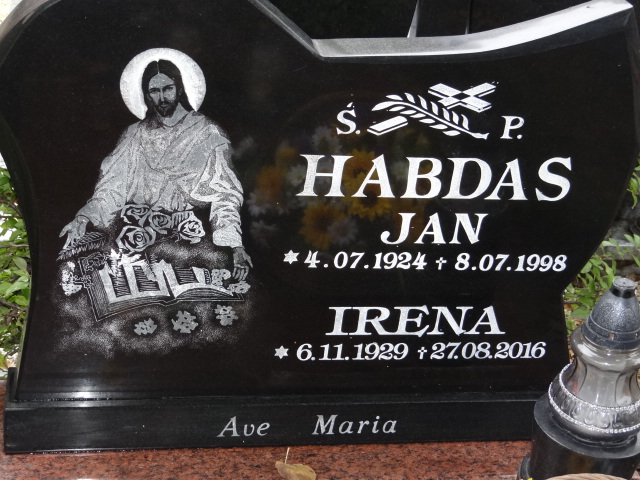 Ś. P.
HABDAS
JAN
* 4.07.1924 † 8.07.1998
IRENA
* 6.11.1929 † 27.08.2016
Ave Maria